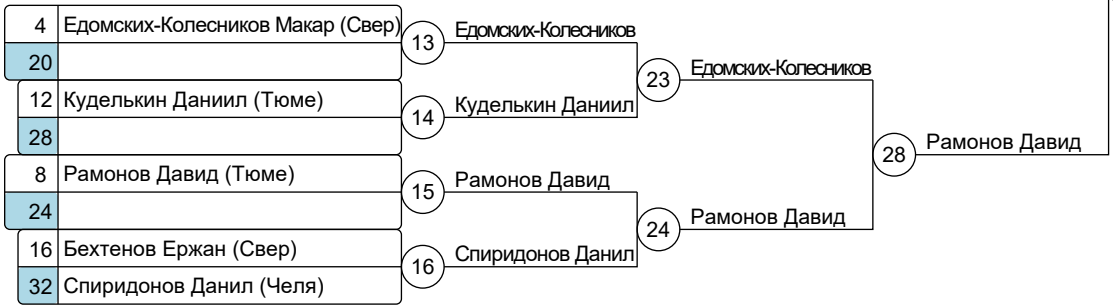 4 Едомских-Колесников Макар (Свер)
13 Едомских-Колесников
20
23 Едомских-Колесников
12 Куделькин Даниил (Тюме)
14 Куделькин Даниил
28
28 Рамонов Давид
8 Рамонов Давид (Тюме)
15 Рамонов Давид
24
24 Рамонов Давид
16 Бехтенов Ержан (Свер)
16 Спиридонов Данил
32 Спиридонов Данил (Челя)